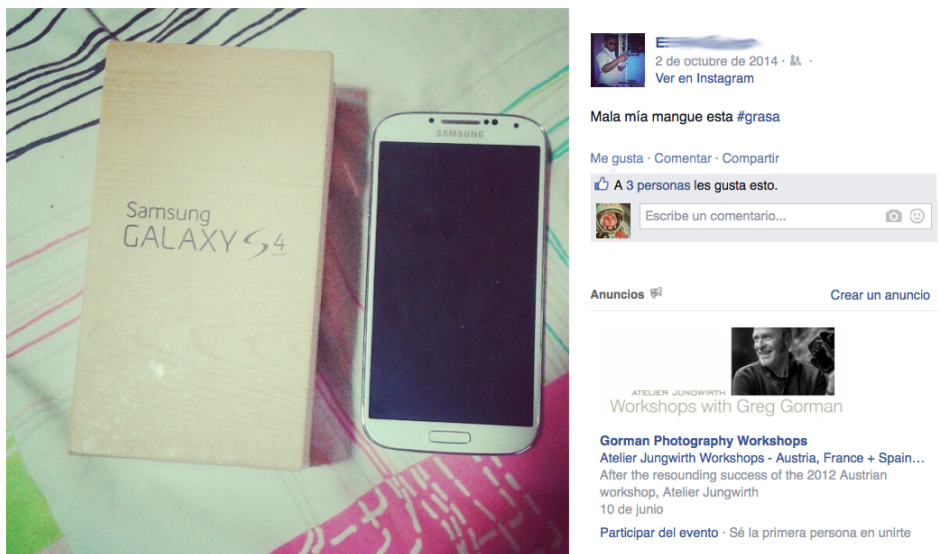 Samsung
GALAXY S4
SAMSUNG
2 de octubre de 2014 ·
Ver en Instagram
Mala mía mangue esta #grasa
Me gusta · Comentar · Compartir
A 3 personas les gusta esto.
Escribe un comentario...
Anuncios
Crear un anuncio
ATELIER JUNGWIRTH
Workshops with Greg Gorman
Gorman Photography Workshops
Atelier Jungwirth Workshops - Austria, France + Spain...
After the resounding success of the 2012 Austrian
workshop, Atelier Jungwirth
10 de junio
Participar del evento · Sé la primera persona en unirte